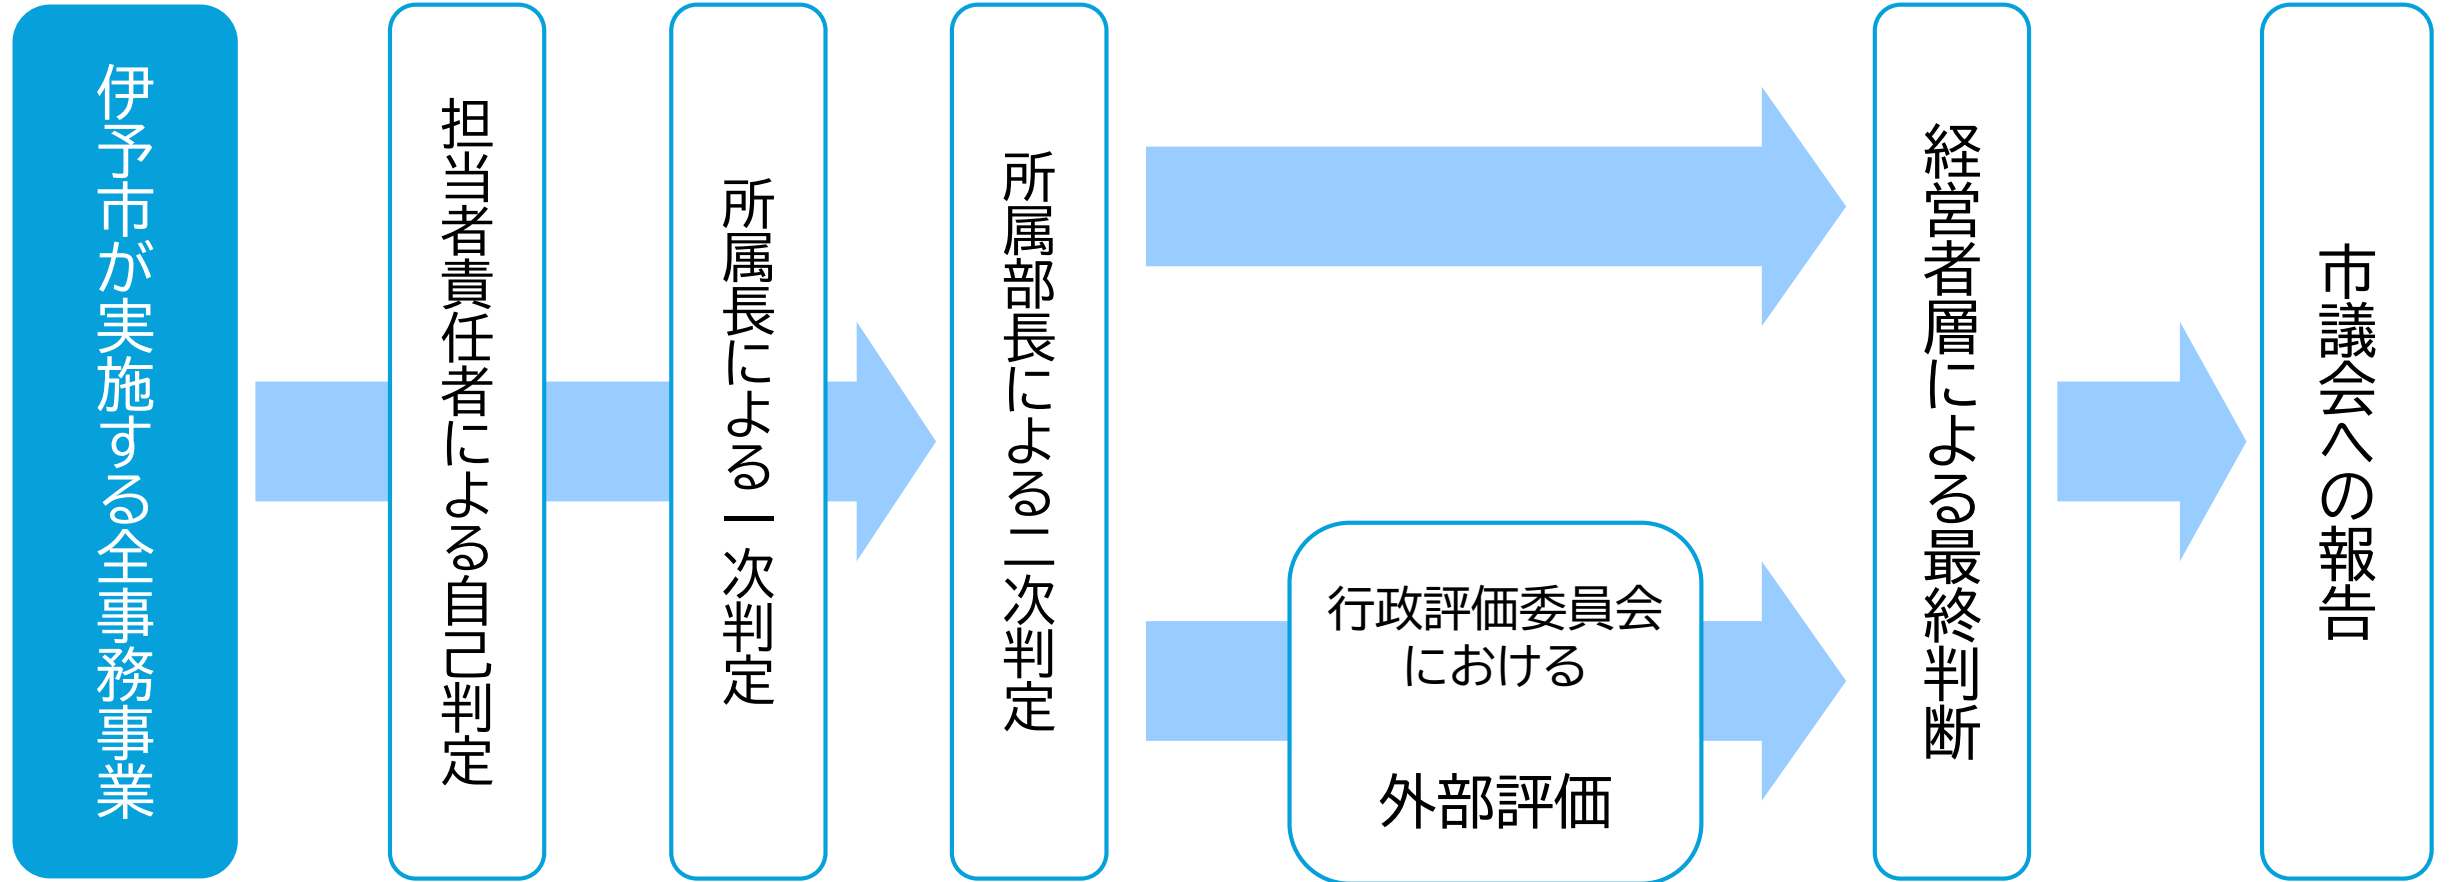 伊予市が実施する全事務事業
担当者責任者による自己判定
所属長による一次判定
所属部長による二次判定
行政評価委員会
における
外部評価
経営者層による最終判断
市議会への報告